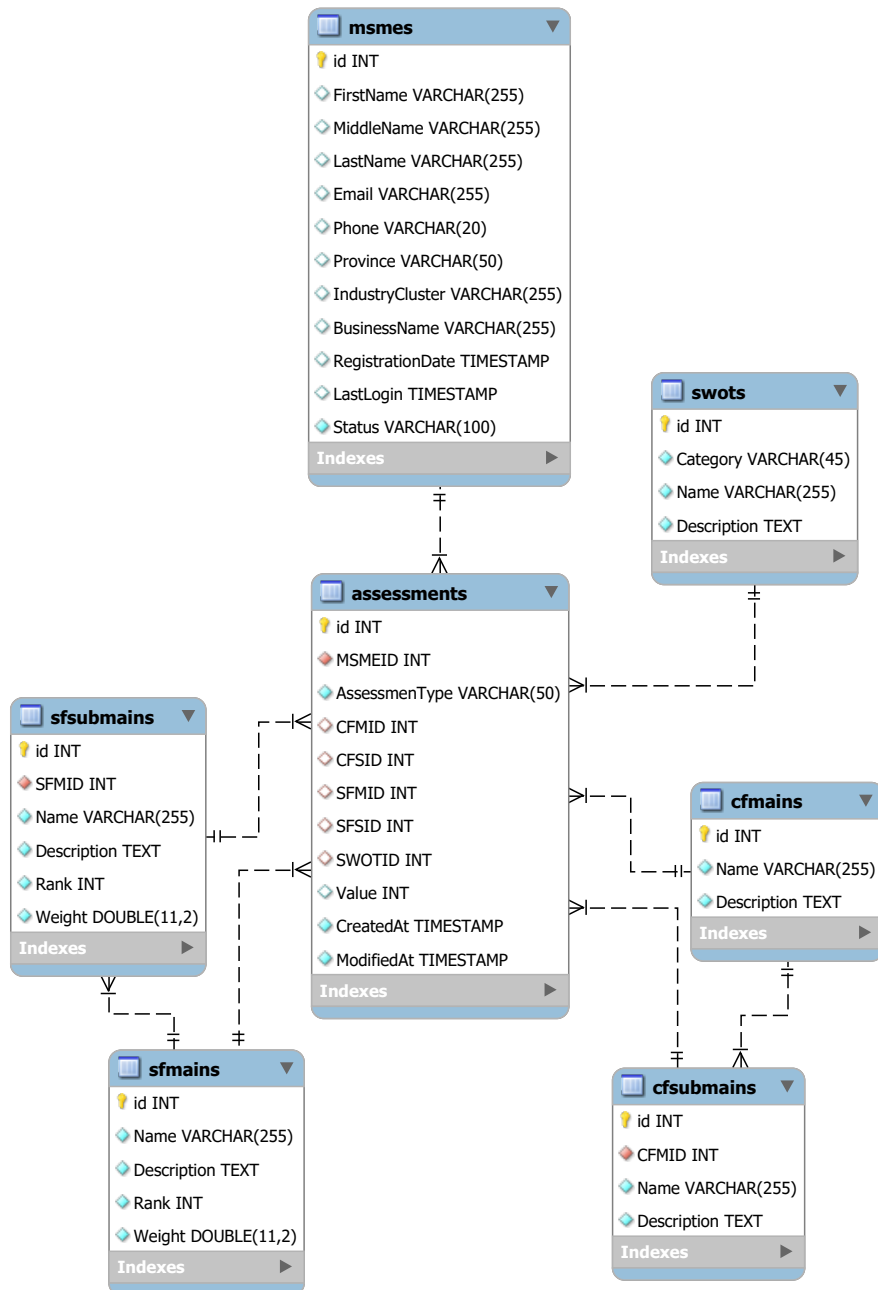 msmes
id INT
FirstName VARCHAR(255)
MiddleName VARCHAR(255)
LastName VARCHAR(255)
Email VARCHAR(255)
Phone VARCHAR(20)
Province VARCHAR(50)
IndustryCluster VARCHAR(255)
BusinessName VARCHAR(255)
RegistrationDate TIMESTAMP
LastLogin TIMESTAMP
Status VARCHAR(100)
Indexes
swots
id INT
Category VARCHAR(45)
Name VARCHAR(255)
Description TEXT
Indexes
assessments
id INT
MSMEID INT
AssessmenType VARCHAR(50)
CFMID INT
CFSID INT
SFMID INT
SFSID INT
SWOTID INT
Value INT
CreatedAt TIMESTAMP
ModifiedAt TIMESTAMP
Indexes
sfsubmains
id INT
SFMID INT
Name VARCHAR(255)
Description TEXT
Rank INT
Weight DOUBLE(11,2)
Indexes
cfmains
id INT
Name VARCHAR(255)
Description TEXT
Indexes
sfmains
id INT
Name VARCHAR(255)
Description TEXT
Rank INT
Weight DOUBLE(11,2)
Indexes
cfsubmains
id INT
CFMID INT
Name VARCHAR(255)
Description TEXT
Indexes